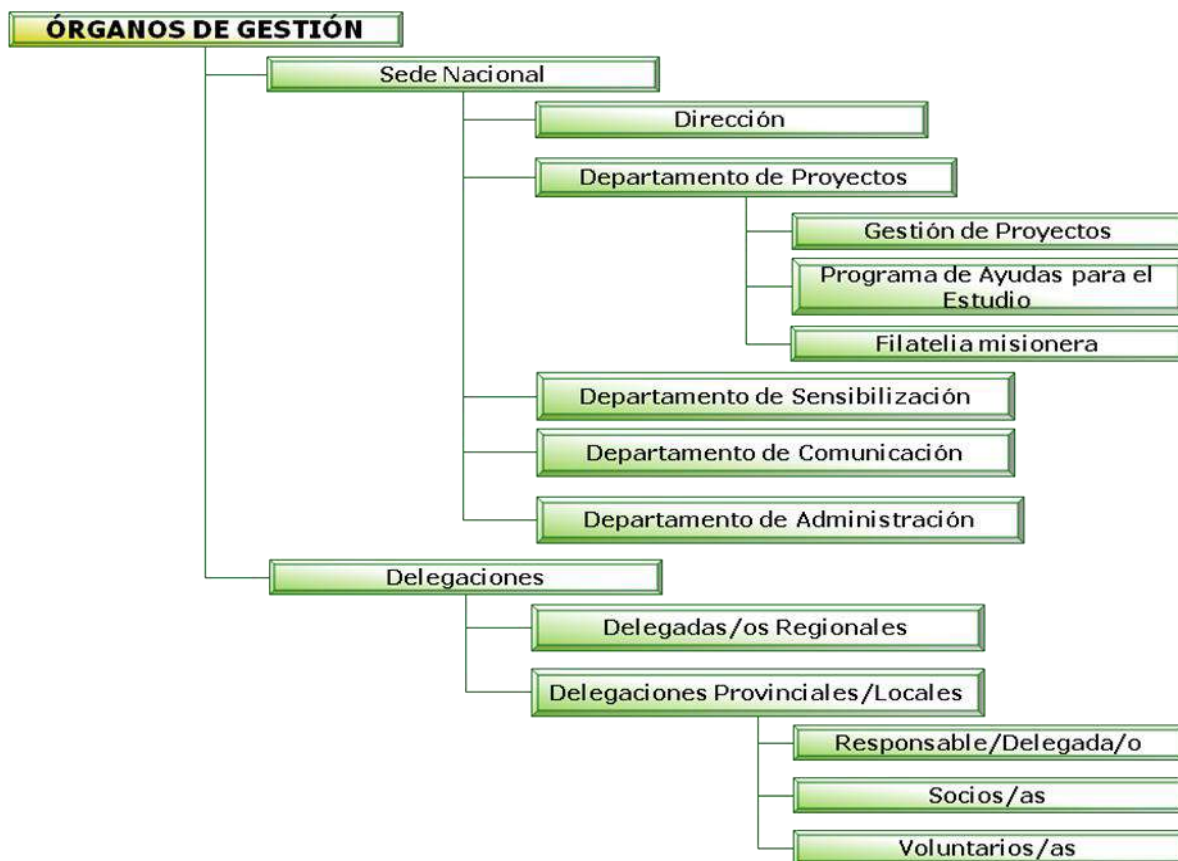 ÓRGANOS DE GESTIÓN
Sede Nacional
Dirección
Departamento de Proyectos
Gestión de Proyectos
Programa de Ayudas para el
Estudio
Filatelia misionera
Departamento de Sensibilización
Departamento de Comunicación
Departamento de Administración
Delegaciones
Delegadas/os Regionales
Delegaciones Provinciales/Locales
Responsable/Delegada/o
Socios/as
Voluntarios/as